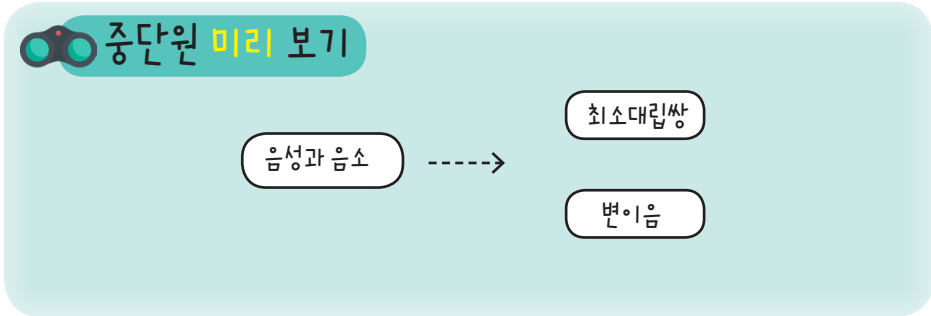 중단원 미리 보기
음성과 음소
최소대립쌍
변이음